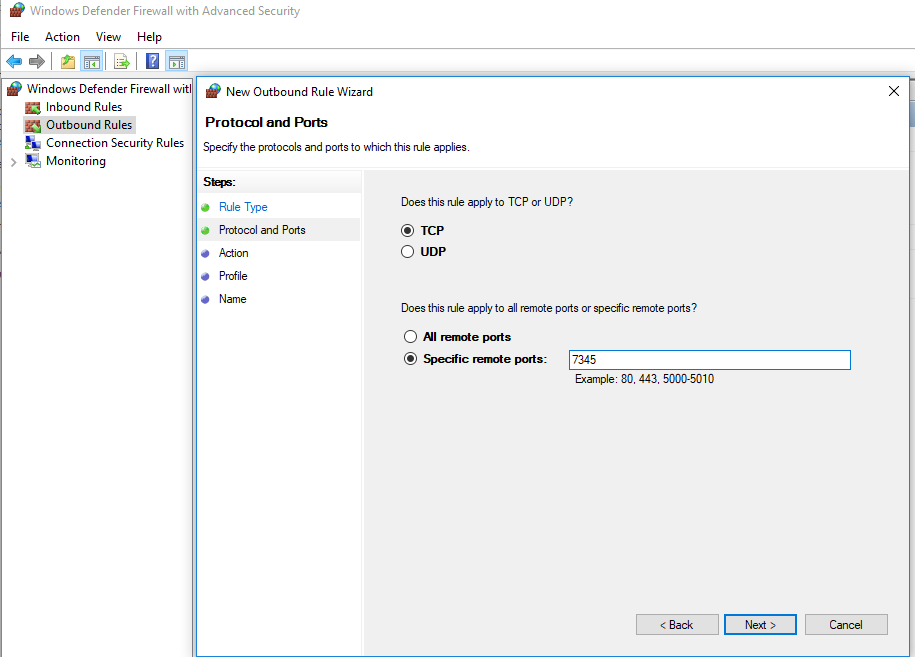 Windows Defender Firewall with Advanced Security
File Action View Help
Windows Defender Firewall wit
Inbound Rules
Outbound Rules
Connection Security Rules
Monitoring
New Outbound Rule Wizard
Protocol and Ports
Specify the protocols and ports to which this rule applies.
Steps:
Rule Type
Protocol and Ports
Action
Profile
Name
Does this rule apply to TCP or UDP?
TCP
UDP
Does this rule apply to all remote ports or specific remote ports?
All remote ports
Specific remote ports: 7345
Example: 80, 443, 5000-5010
< Back Next > Cancel